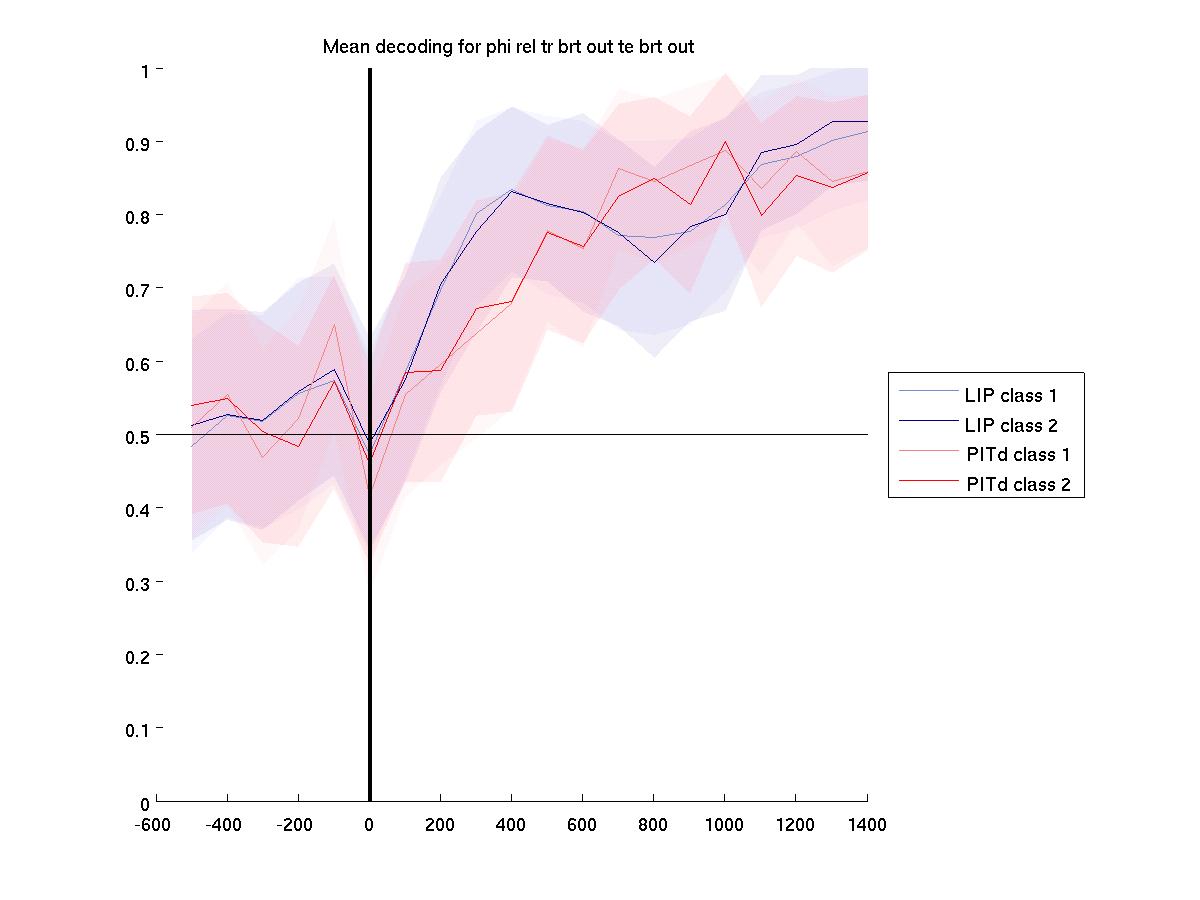 Mean decoding for phi rel tr brt out te brt out
1
0.9
0.8
0.7
0.6
0.5
0.4
0.3
0.2
0.1
0
-600 -400 -200 0 200 400 600 800 1000 1200 1400
LIP class 1
LIP class 2
PITd class 1
PITd class 2